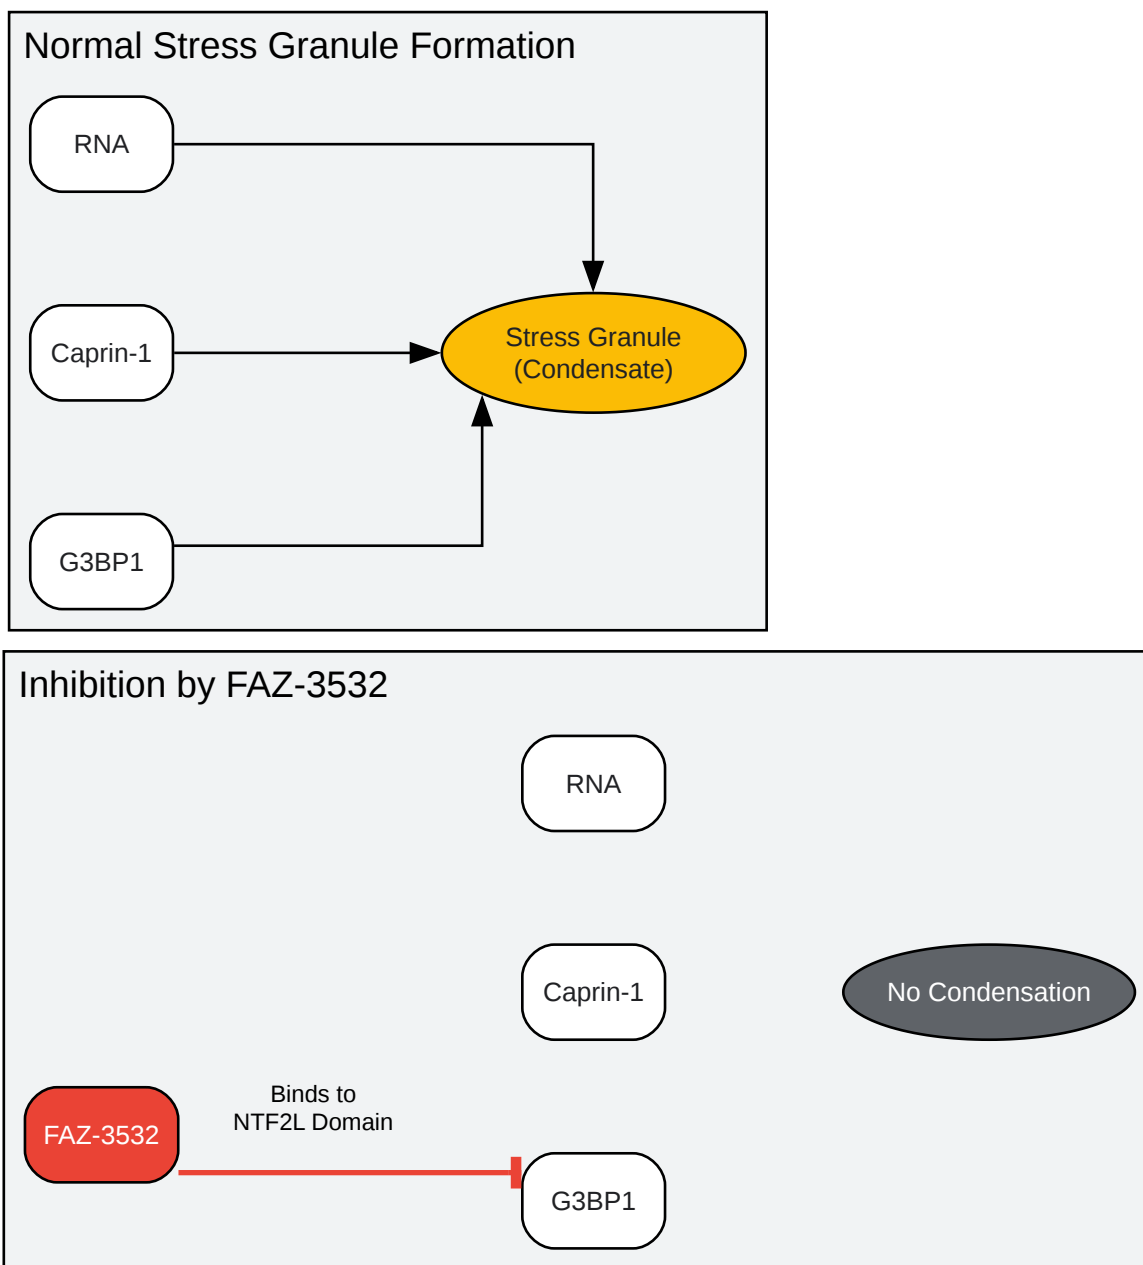 Normal Stress Granule Formation
RNA
Caprin-1
Stress Granule
(Condensate)
G3BP1
Inhibition by FAZ-3532
RNA
Caprin-1
No Condensation
Binds to
NTF2L Domain
FAZ-3532
G3BP1